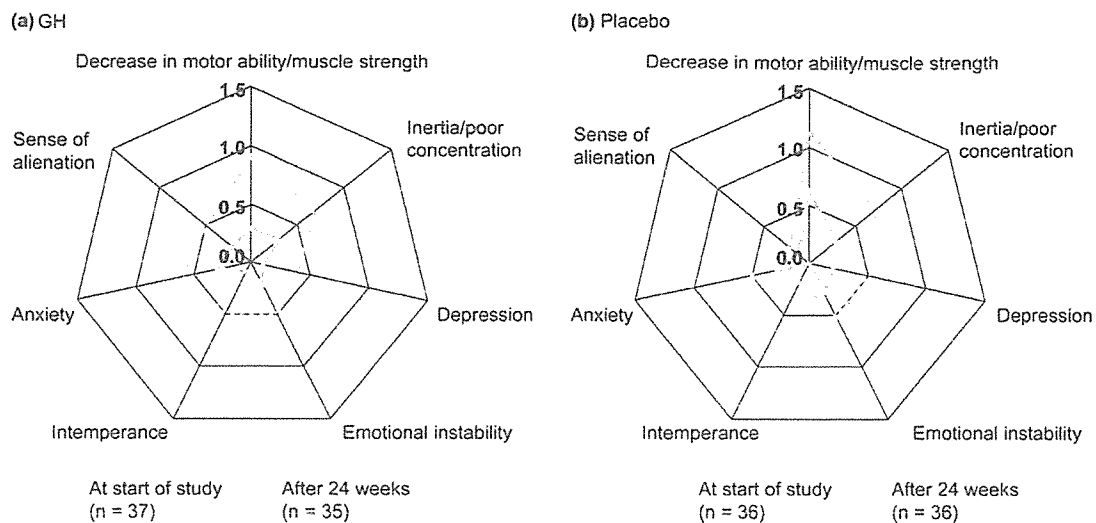 (a) GH
Decrease in motor ability/muscle strength
1.5
Inertia/poor
concentration
Sense of
alienation
1.0
0.5
0.0
Anxiety
Depression
Intemperance
Emotional instability
At start of study
(n = 37)
After 24 weeks
(n = 35)
(b) Placebo
Decrease in motor ability/muscle strength
1.5
Inertia/poor
concentration
Sense of
alienation
1.0
0.5
0.0
Anxiety
Depression
Intemperance
Emotional instability
At start of study
(n = 36)
After 24 weeks
(n = 36)